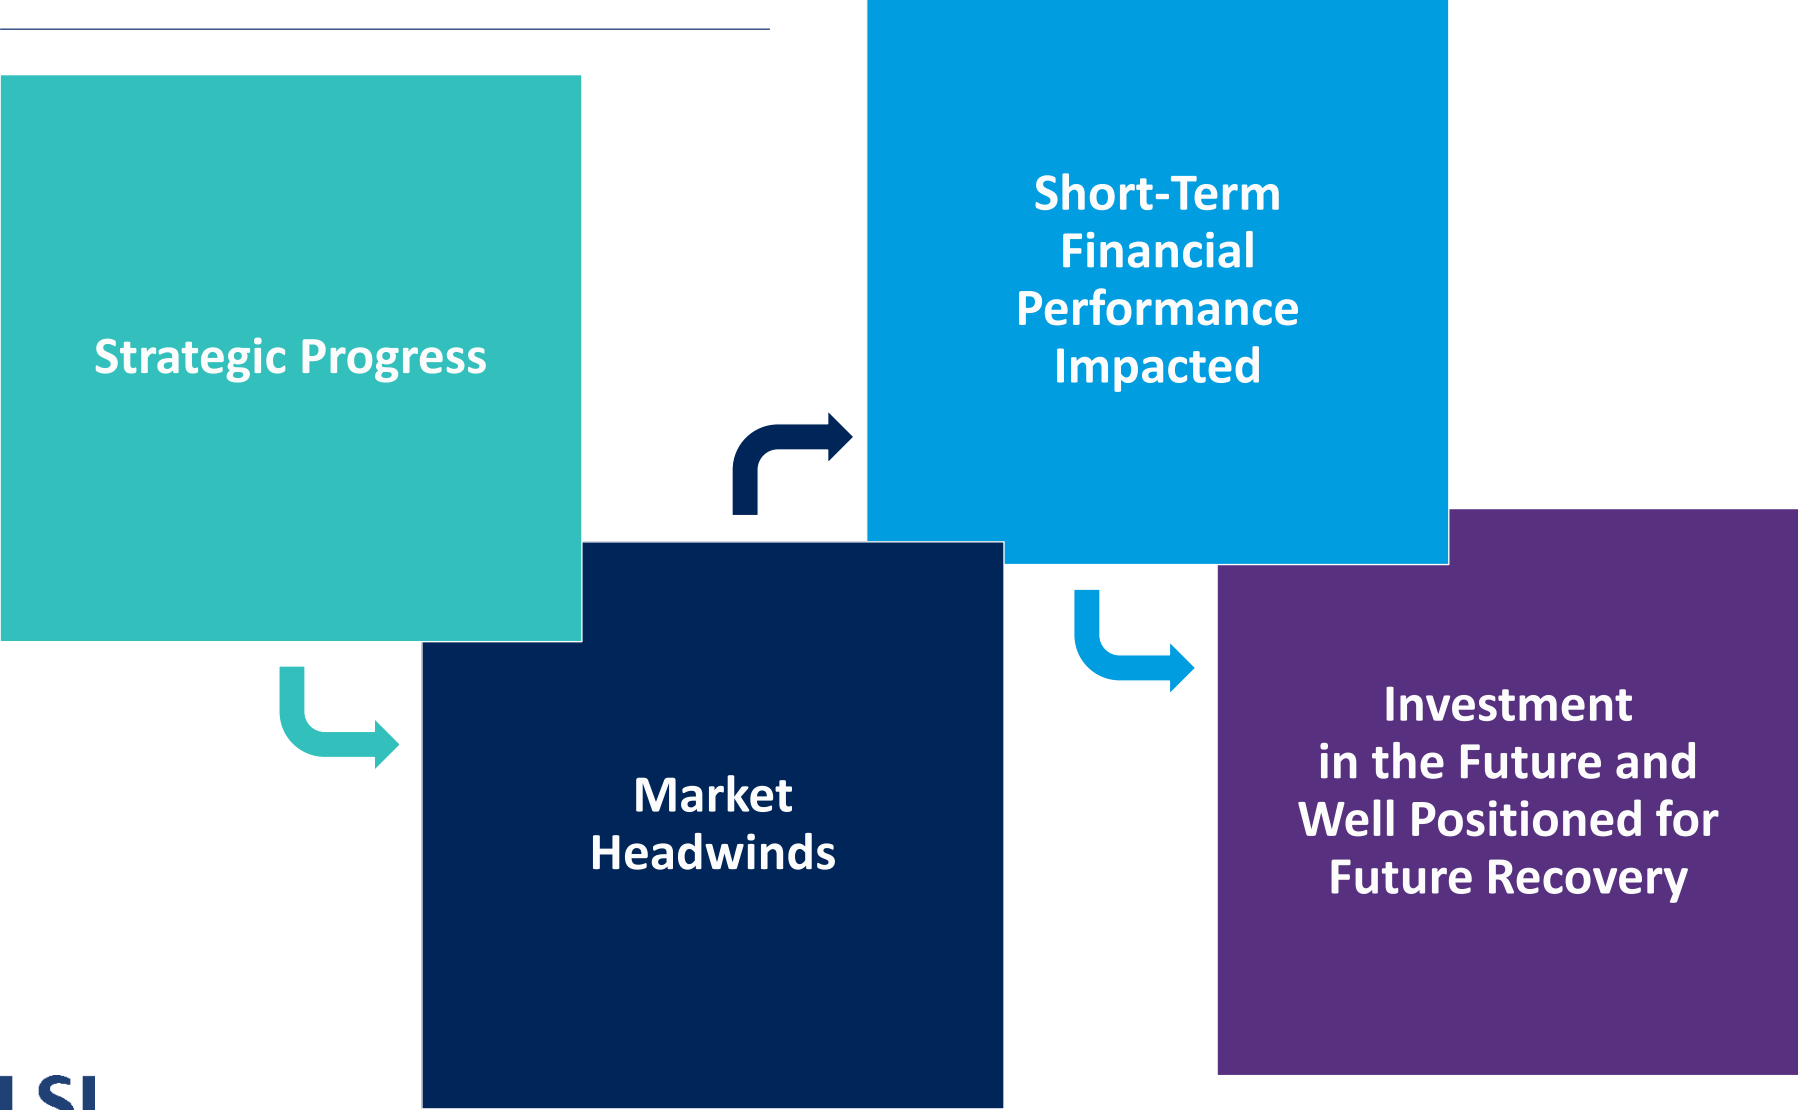 Strategic Progress
Market
Headwinds
Short-Term
Financial
Performance
Impacted
Investment
in the Future and
Well Positioned for
Future Recovery